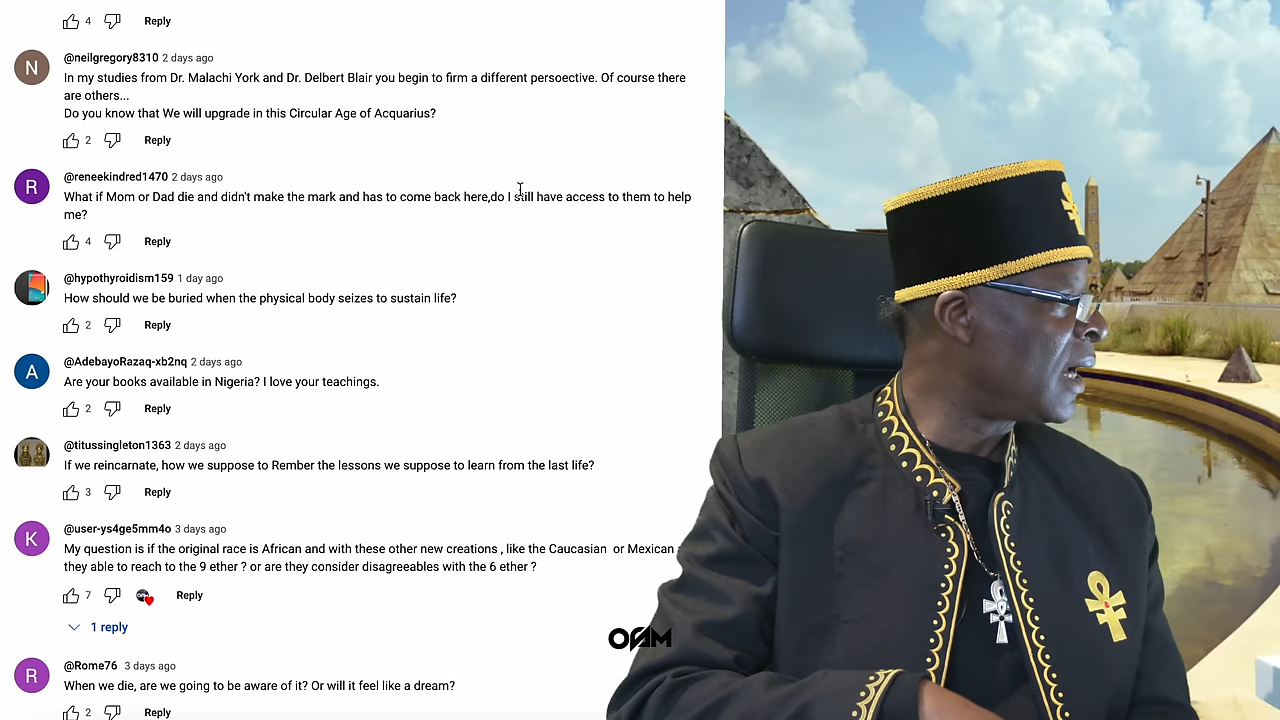 4 Reply
N @neilgregory8310 2 days ago
In my studies from Dr. Malachi York and Dr. Delbert Blair you begin to firm a different persoective. Of course there
are others...
Do you know that We will upgrade in this Circular Age of Acquarius?
2 Reply
R @reneekindred1470 2 days ago
What if Mom or Dad die and didn't make the mark and has to come back here,do I still have access to them to help
me?
4 Reply
@hypothyroidism159 1 day ago
How should we be buried when the physical body seizes to sustain life?
2 Reply
A @AdebayoRazaq-xb2nq 2 days ago
Are your books available in Nigeria? I love your teachings.
2 Reply
@titussingleton1363 2 days ago
If we reincarnate, how we suppose to Rember the lessons we suppose to learn from the last life?
3 Reply
K @user-ys4ge5mm4o 3 days ago
My question is if the original race is African and with these other new creations , like the Caucasian or Mexican
they able to reach to the 9 ether ? or are they consider disagreeables with the 6 ether ?
7 Reply
1 reply
OFAM
R @Rome76 3 days ago
When we die, are we going to be aware of it? Or will it feel like a dream?
2 Reply